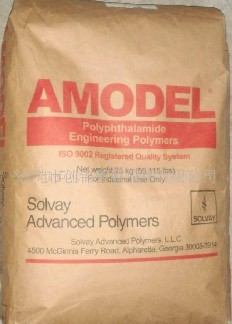 AMODEL®
Polyphthalamide
Engineering Polymers
ISO 9002 Registered Quality System
Net weight 25 kg (55.115 lbs)
For Industrial Use Only
Solvay
Advanced Polymers
SOLVAY
Solvay Advanced Polymers, L.L.C.
4500 McGinnis Ferry Road, Alpharetta, Georgia 30005-3914